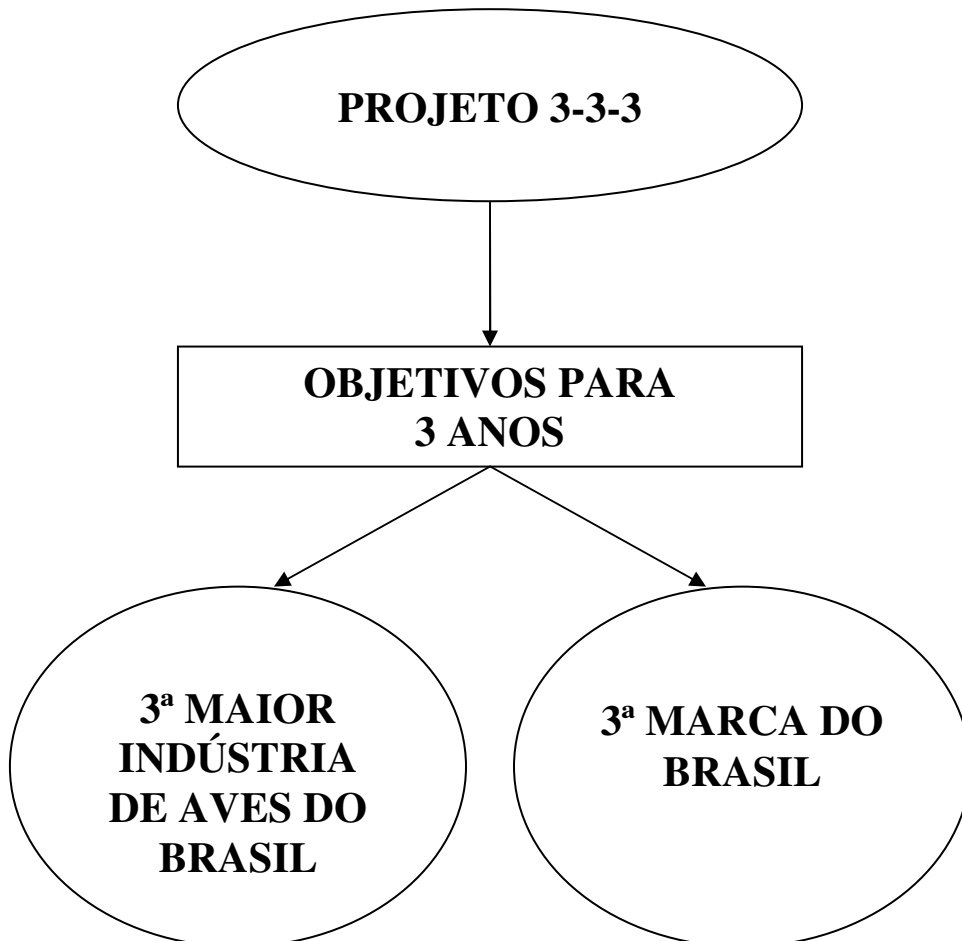 PROJETO 3-3-3
OBJETIVOS PARA
3 ANOS
3ª MAIOR
INDÚSTRIA
DE AVES DO
BRASIL
3ª MARCA DO
BRASIL